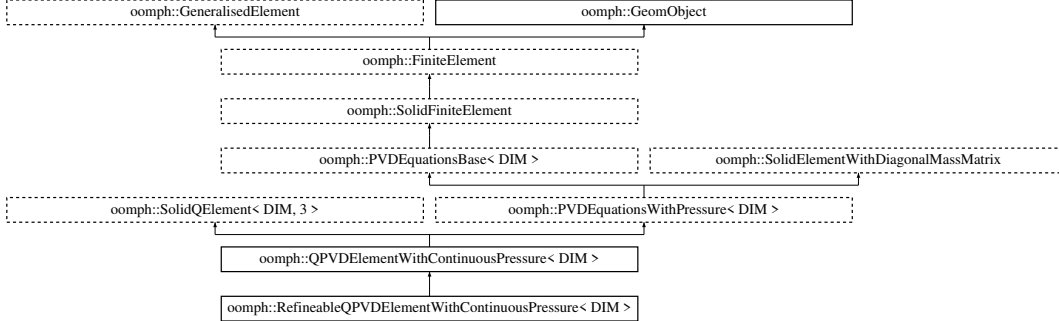 oomph::GeneralisedElement
oomph::GeomObject
oomph::FiniteElement
oomph::SolidFiniteElement
oomph::PVDEquationsBase< DIM >
oomph::SolidElementWithDiagonalMassMatrix
oomph::SolidQElement< DIM, 3 >
oomph::PVDEquationsWithPressure< DIM >
oomph::QPVDElementWithContinuousPressure< DIM >
oomph::RefineableQPVDElementWithContinuousPressure< DIM >